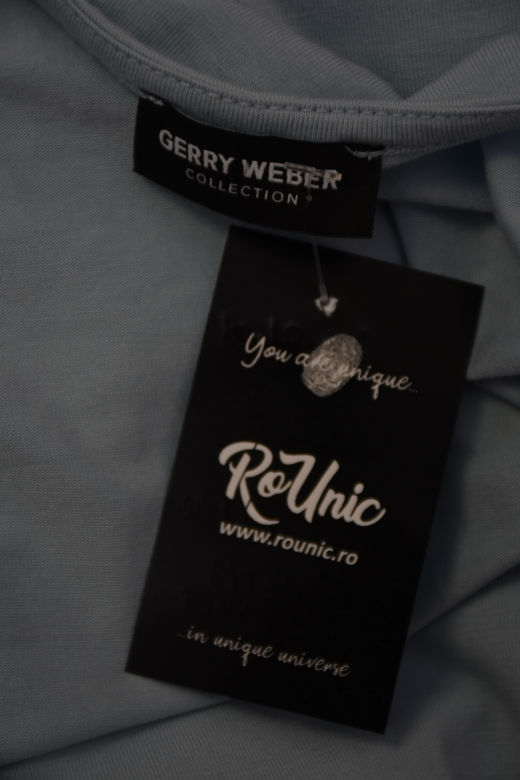 GERRY WEBER
COLLECTION
You are unique...
RoUnic
www.rounic.ro
...in unique universe